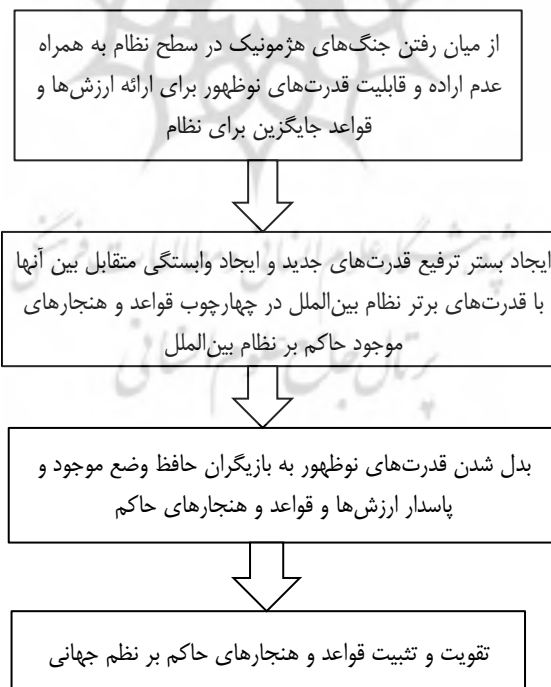 از میان رفتن جنگ‌های هژمونیک در سطح نظام به همراه
عدم اراده و قابلیت قدرت‌های نوظهور برای ارائه ارزش‌ها و
قواعد جایگزین برای نظام
ایجاد بستر ترفیع قدرت‌های جدید و ایجاد وابستگی متقابل بین آنها
با قدرت‌های برتر نظام بین‌الملل در چهارچوب قواعد و هنجارهای
موجود حاکم بر نظام بین‌الملل
بدل شدن قدرت‌های نوظهور به بازیگران حافظ وضع موجود و
پاسدار ارزش‌ها و قواعد و هنجارهای حاکم
تقویت و تثبیت قواعد و هنجارهای حاکم بر نظم جهانی